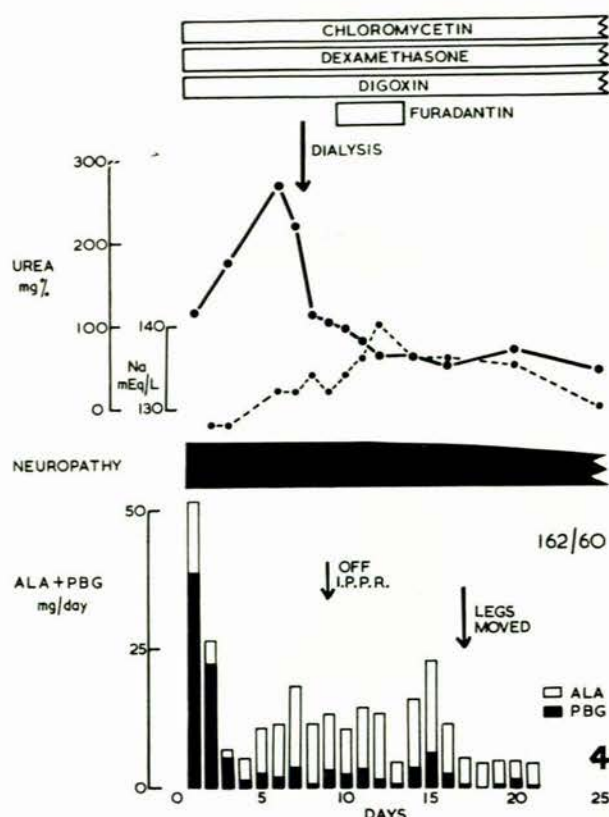 CHLOROMYCETIN
DEXAMETHASONE
DIGOXIN
FURADANTIN
DIALYSIS
300
200
UREA
mg%
100
140
Na
mEq/L
0
130
NEUROPATHY
50
162/60
ALA+PBG
mg/day
OFF
I.P.P.R.
LEGS
MOVED
25
ALA
PBG
4
0
0 5 10 15 20 25
DAYS